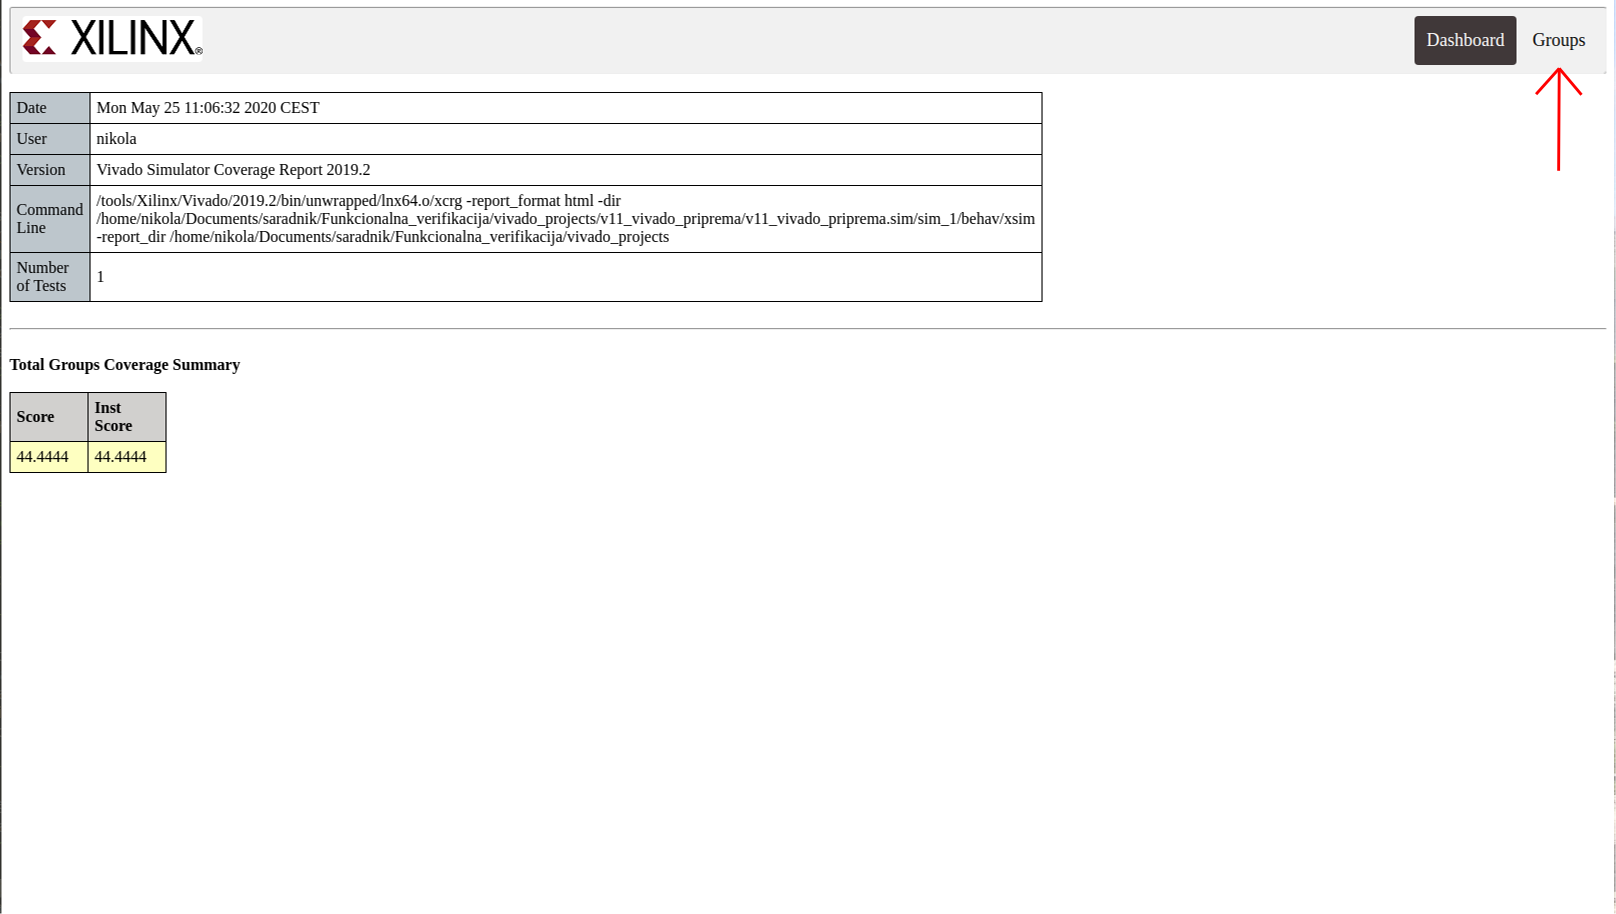 XILINX®
Dashboard Groups
Date Mon May 25 11:06:32 2020 CEST
User nikola
Version Vivado Simulator Coverage Report 2019.2
Command
Line
/tools/Xilinx/Vivado/2019.2/bin/unwrapped/lnx64.o/xcrg -report_format html -dir
/home/nikola/Documents/saradnik/Funkcionalna_verifikacija/vivado_projects/v11_vivado_priprema/v11_vivado_priprema.sim/sim_1/behav/xsim
-report_dir /home/nikola/Documents/saradnik/Funkcionalna_verifikacija/vivado_projects
Number
of Tests
1
Total Groups Coverage Summary
Score
Inst
Score
44.4444 44.4444